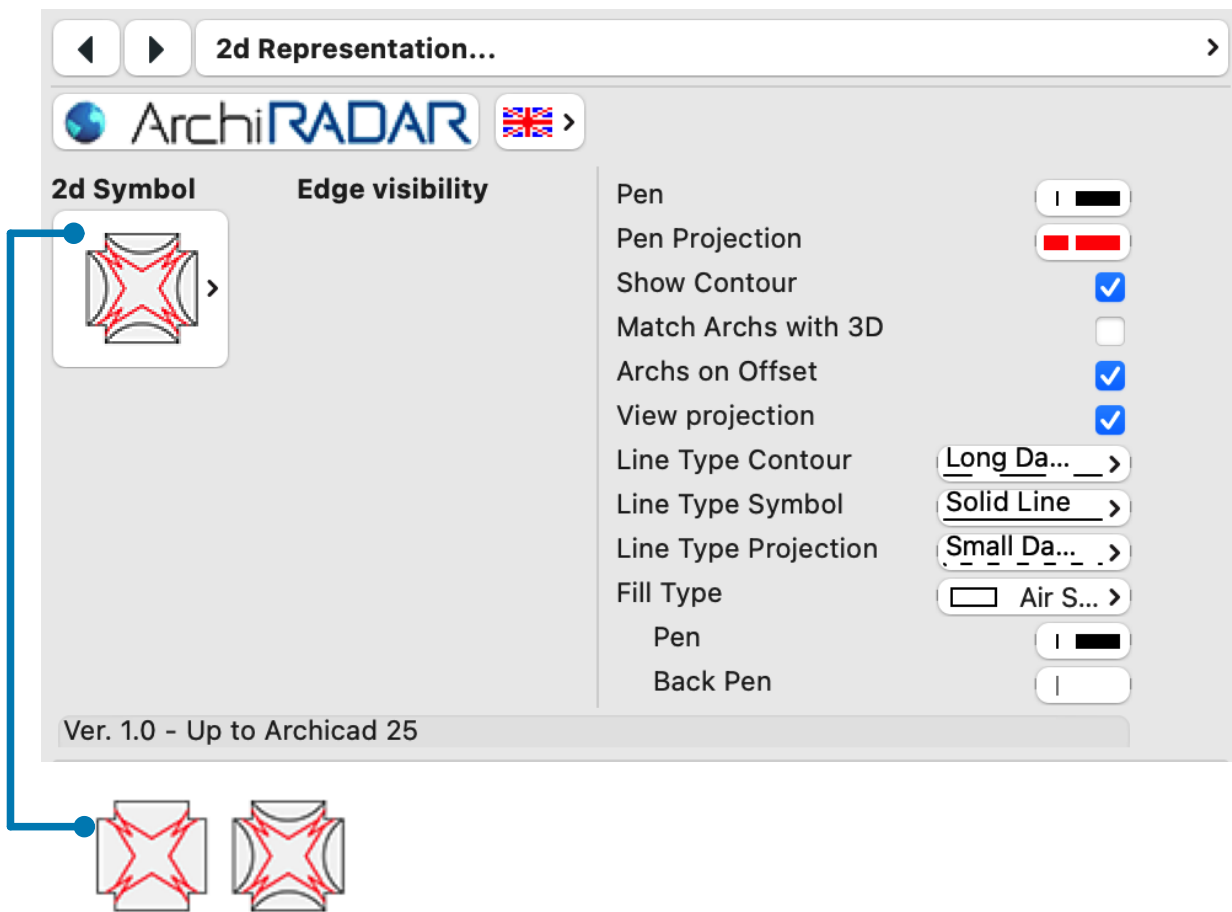 2d Representation...
ArchiRADAR
2d Symbol
Edge visibility
Pen
Pen Projection
Show Contour
Match Archs with 3D
Archs on Offset
View projection
Line Type Contour Long Da...
Line Type Symbol Solid Line
Line Type Projection Small Da...
Fill Type Air S...
Pen
Back Pen
Ver. 1.0 - Up to Archicad 25